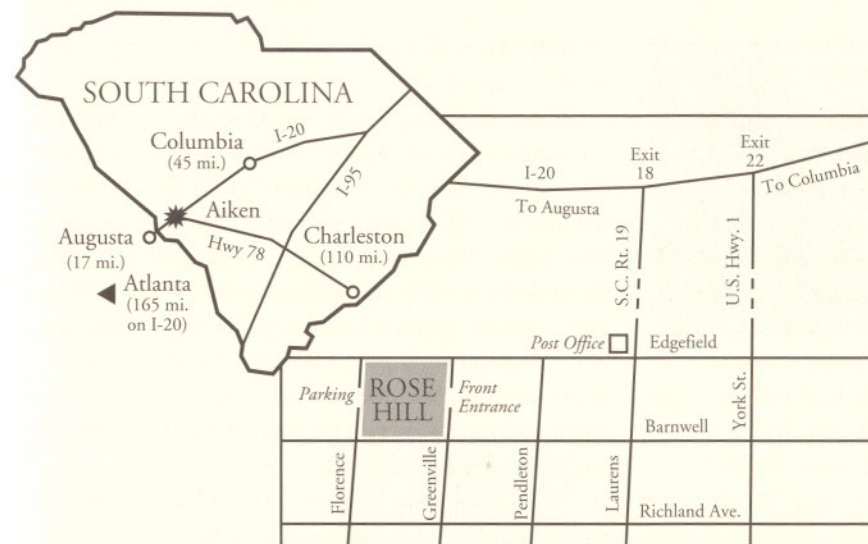 SOUTH CAROLINA
Columbia
(45 mi.)
I-20
I-95
Aiken
Augusta
(17 mi.)
Hwy 78
Charleston
(110 mi.)
Atlanta
(165 mi.
on I-20)
I-20
To Augusta
Exit
18
Exit
22
To Columbia
S.C. Rt. 19
U.S. Hwy. 1
Post Office
Edgefield
Parking
ROSE
HILL
Front
Entrance
York St.
Barnwell
Florence
Greenville
Pendleton
Laurens
Richland Ave.